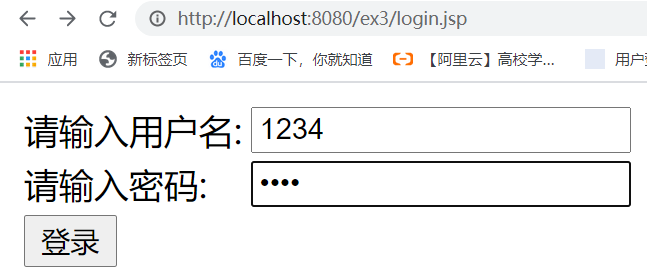 http://localhost:8080/ex3/login.jsp
应用 新标签页 百度一下，你就知道 【阿里云】高校学... 用户
请输入用户名: 1234
请输入密码: ••••
登录